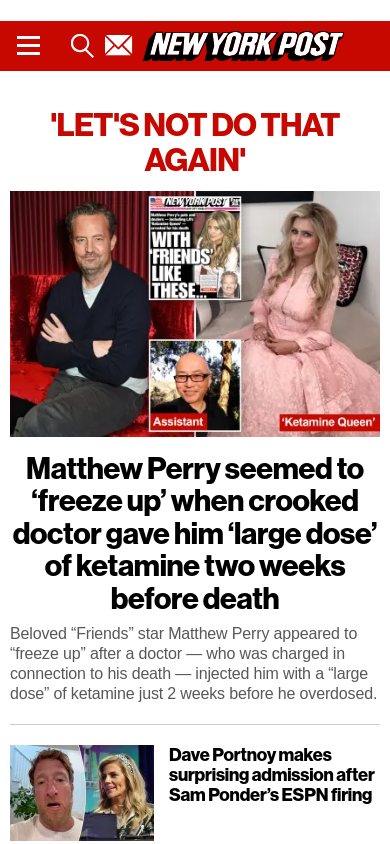 NEW YORK POST
'LET'S NOT DO THAT
AGAIN'
NEW YORK POST
WITH
‘FRIENDS’
LIKE
THESE...
Assistant
‘Ketamine Queen’
Matthew Perry seemed to
‘freeze up’ when crooked
doctor gave him ‘large dose’
of ketamine two weeks
before death
Beloved “Friends” star Matthew Perry appeared to
“freeze up” after a doctor — who was charged in
connection to his death — injected him with a “large
dose” of ketamine just 2 weeks before he overdosed.
Dave Portnoy makes
surprising admission after
Sam Ponder’s ESPN firing